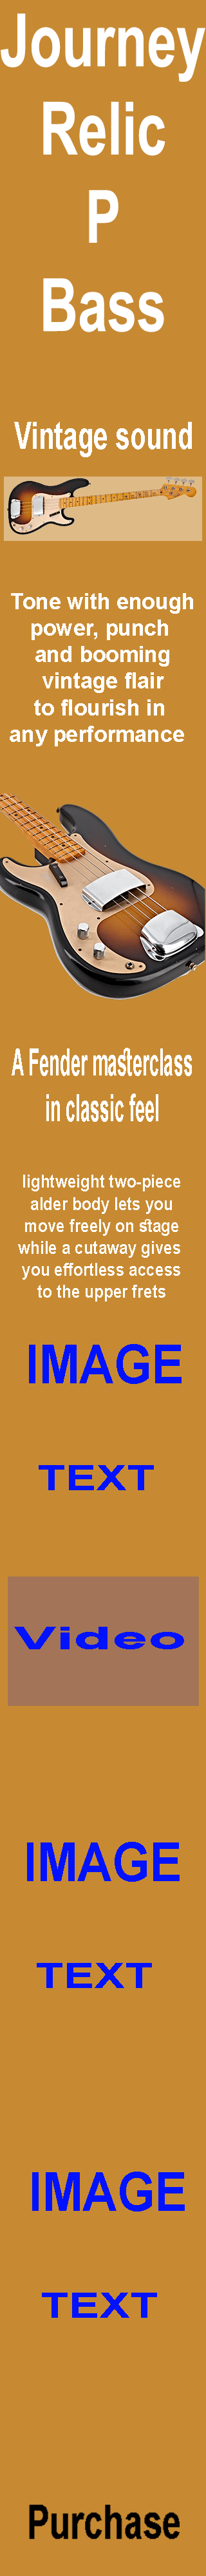 Journey
Relic
P
Bass
Vintage sound
Tone with enough
power, punch
and booming
vintage flair
to flourish in
any performance
A Fender masterclass
in classic feel
lightweight two-piece
alder body lets you
move freely on stage
while a cutaway gives
you effortless access
to the upper frets
IMAGE
TEXT
Video
IMAGE
TEXT
IMAGE
TEXT
Purchase